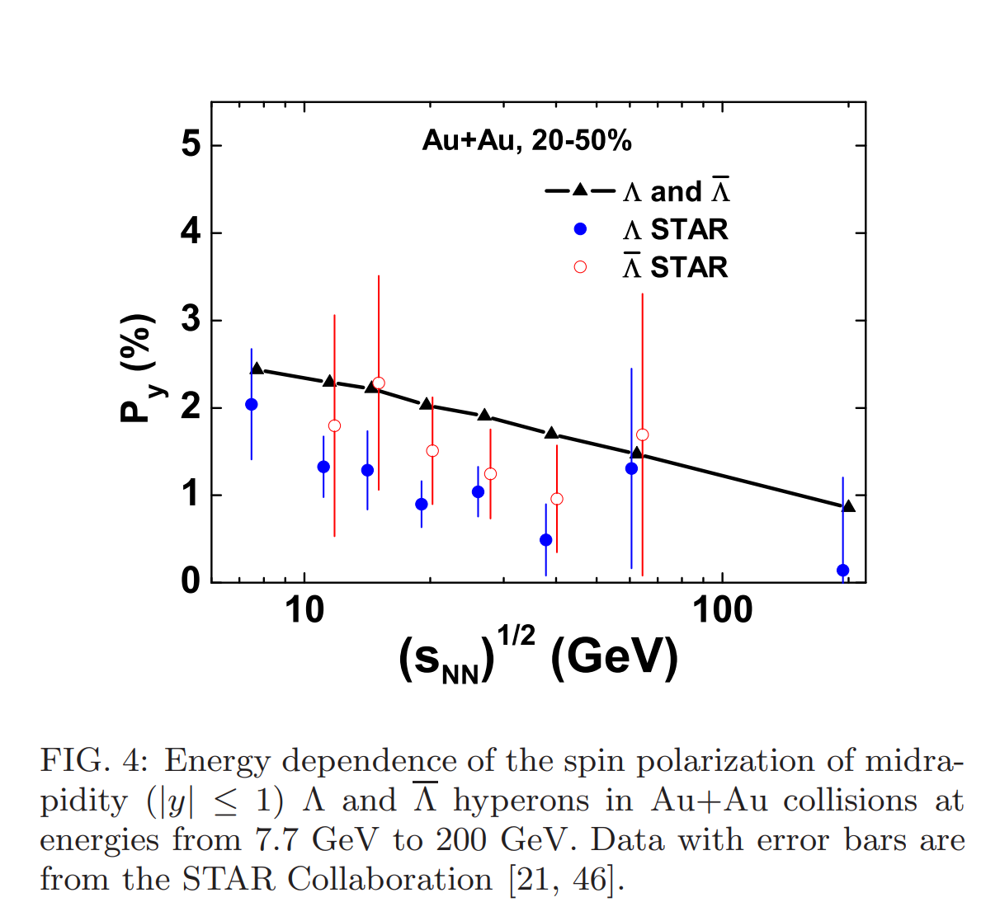 Au+Au, 20-50%
Λ and Λ̅
Λ STAR
Λ̅ STAR
5
4
3
2
1
0
P_y (%)
10
100
(s_NN)^1/2 (GeV)
FIG. 4: Energy dependence of the spin polarization of midra-
pidity (|y| ≤ 1) Λ and Λ̅ hyperons in Au+Au collisions at
energies from 7.7 GeV to 200 GeV. Data with error bars are
from the STAR Collaboration [21, 46].